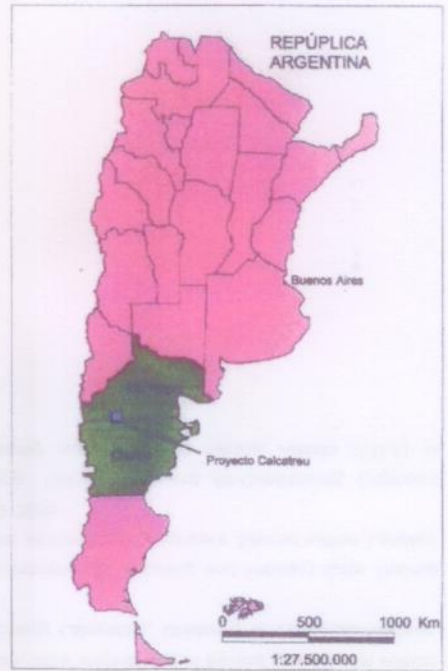 REPÚBLICA
ARGENTINA
Buenos Aires
Proyecto Calcatreu
0 500 1000 Km
1:27.500.000